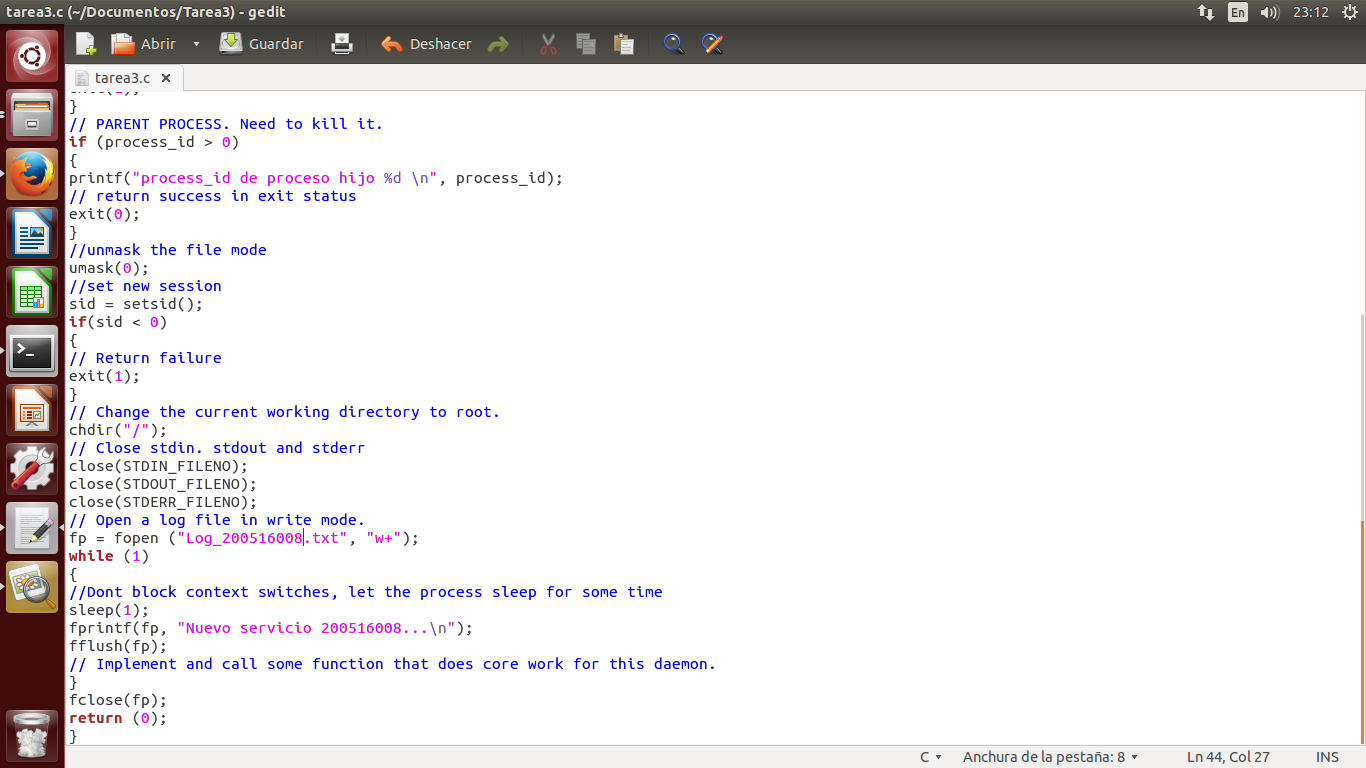 tarea3.c (~/Documentos/Tarea3) - gedit
En
23:12
Abrir
Guardar
Deshacer
tarea3.c
}
// PARENT PROCESS. Need to kill it.
if (process_id > 0)
{
printf("process_id de proceso hijo %d \n", process_id);
// return success in exit status
exit(0);
}
//unmask the file mode
umask(0);
//set new session
sid = setsid();
if(sid < 0)
{
// Return failure
exit(1);
}
// Change the current working directory to root.
chdir("/");
// Close stdin. stdout and stderr
close(STDIN_FILENO);
close(STDOUT_FILENO);
close(STDERR_FILENO);
// Open a log file in write mode.
fp = fopen ("Log_200516008.txt", "w+");
while (1)
{
//Dont block context switches, let the process sleep for some time
sleep(1);
fprintf(fp, "Nuevo servicio 200516008...\n");
fflush(fp);
// Implement and call some function that does core work for this daemon.
}
fclose(fp);
return (0);
}
C
Anchura de la pestaña: 8
Ln 44, Col 27
INS